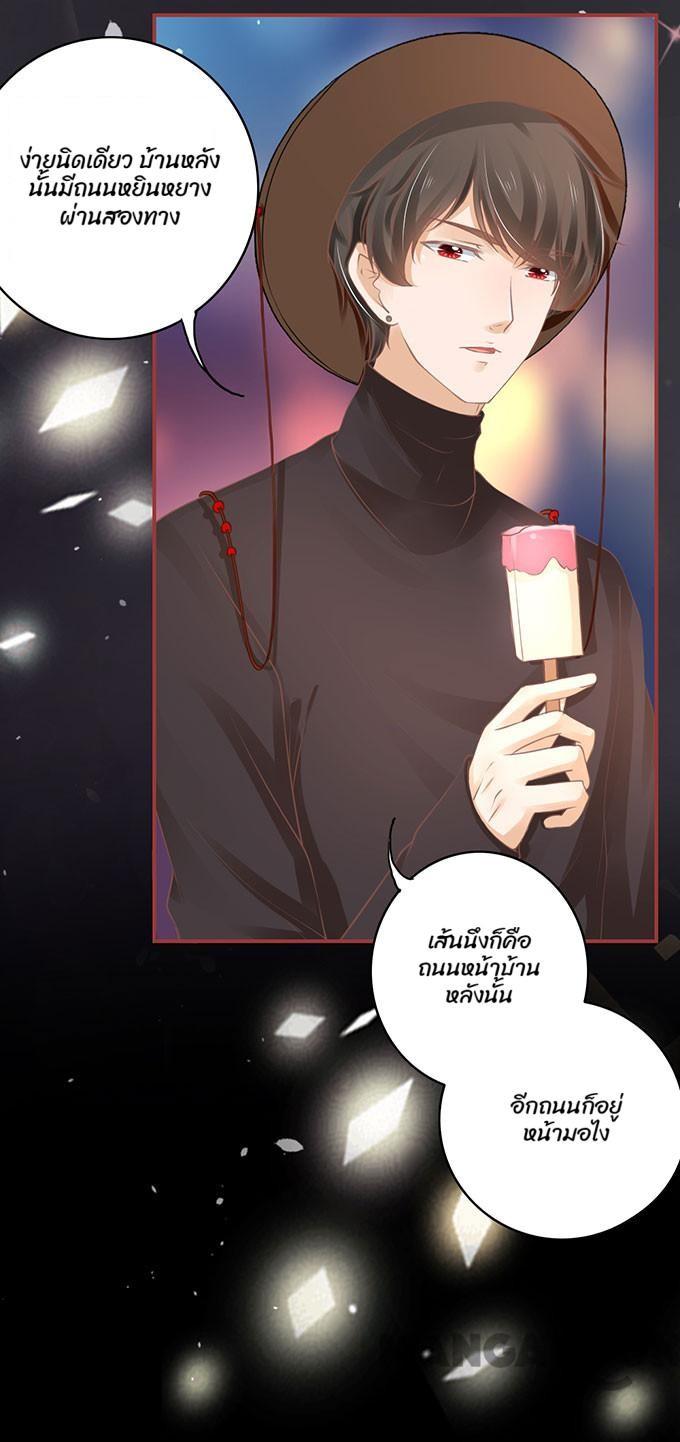 ง่ายนิดเดียว บ้านหลัง
นั้นมีถนนหยินหยาง
ผ่านสองทาง
เส้นนึงก็คือ
ถนนหน้าบ้าน
หลังนั้น
อีกถนนก็อยู่
หน้ามอไง